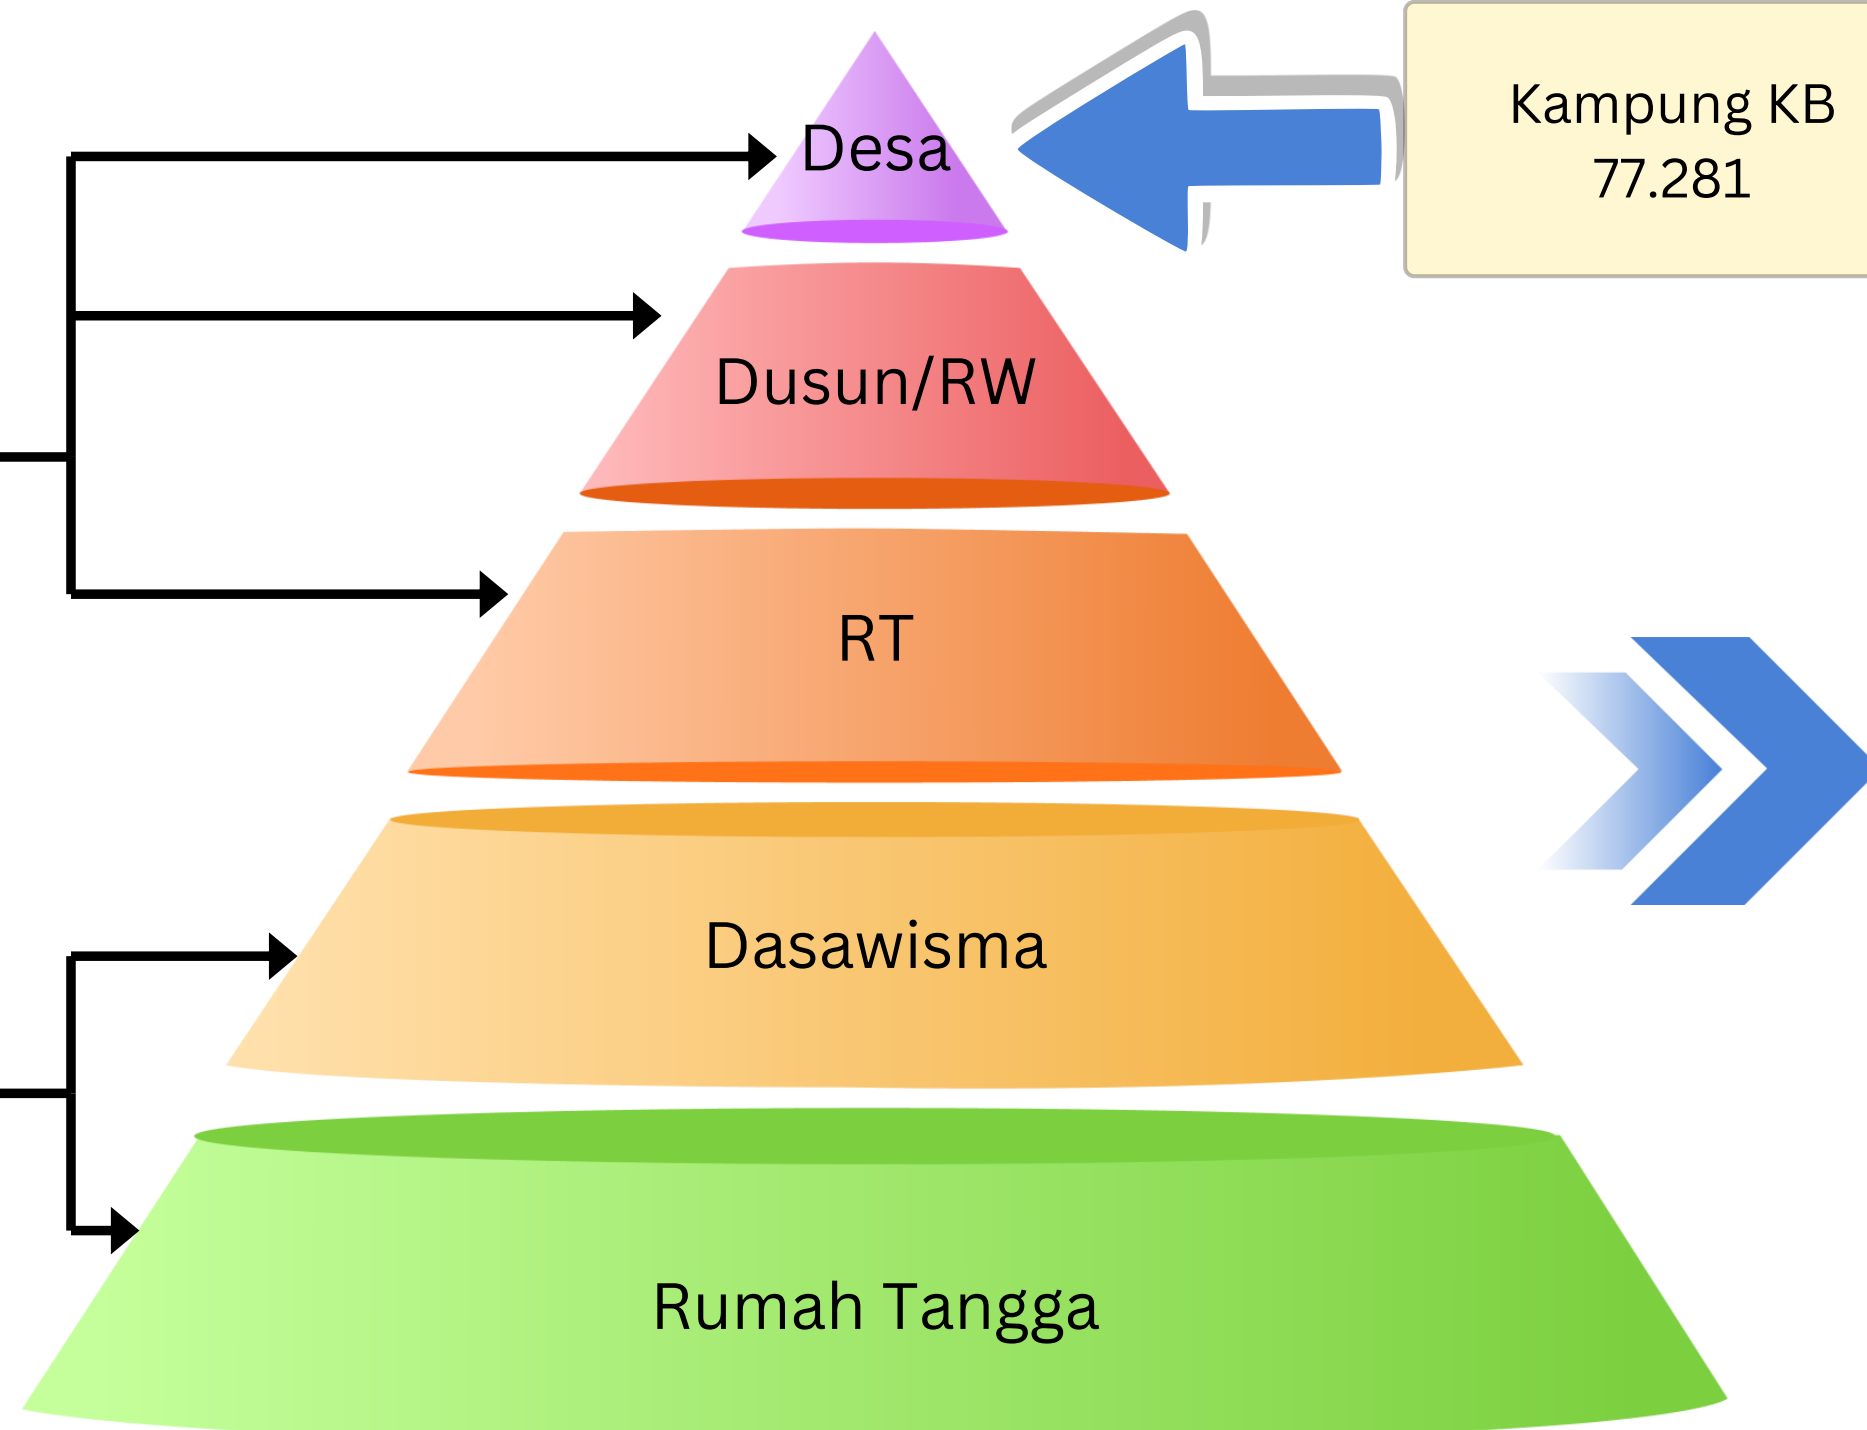 Desa
Kampung KB
77.281
Dusun/RW
RT
Dasawisma
Rumah Tangga